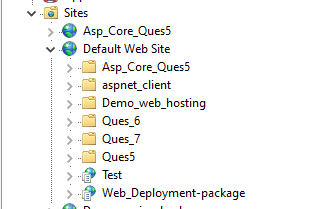 Sites
Asp_Core_Ques5
Default Web Site
Asp_Core_Ques5
aspnet_client
Demo_web_hosting
Ques_6
Ques_7
Ques5
Test
Web_Deployment-package